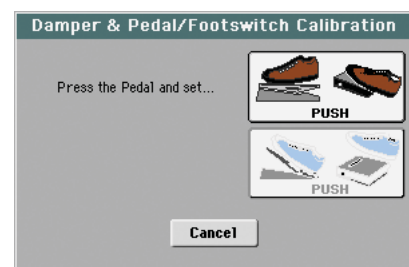 Damper & Pedal/Footswitch Calibration
Press the Pedal and set...
PUSH
PUSH
Cancel